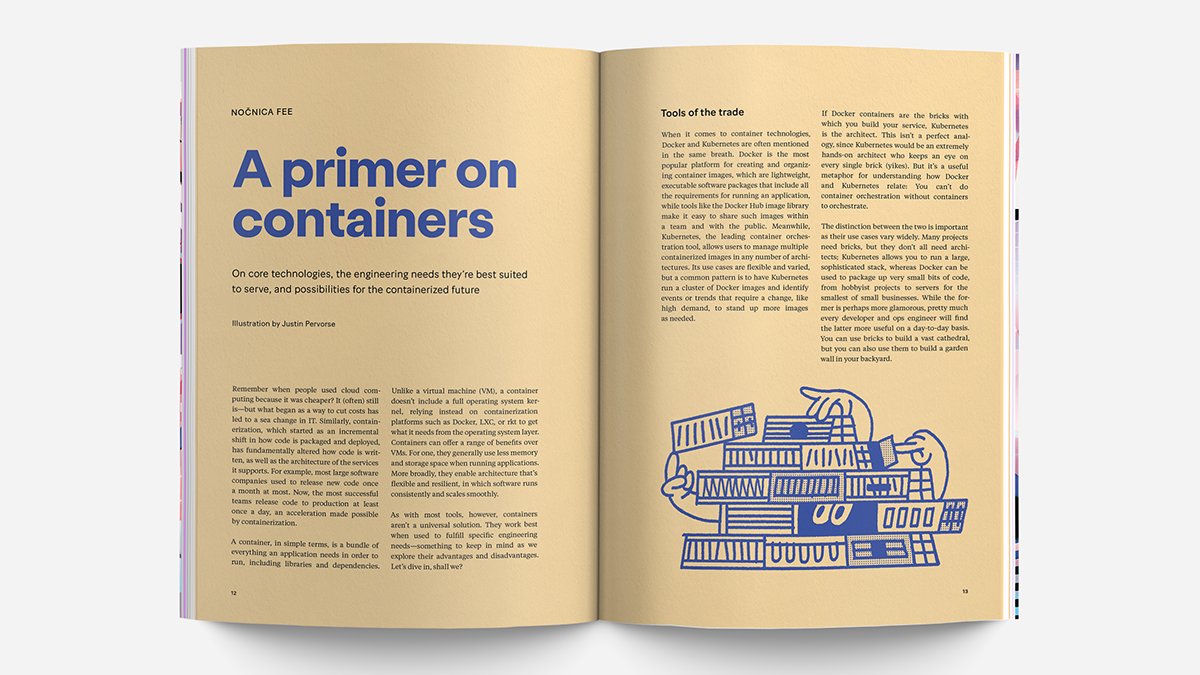 NOČNICA FEE
A primer on
containers
On core technologies, the engineering needs they're best suited
to serve, and possibilities for the containerized future
Illustration by Justin Pervorse
Remember when people used cloud com-
puting because it was cheaper? It (often) still
is—but what began as a way to cut costs has
led to a sea change in IT. Similarly, contain-
erization, which started as an incremental
shift in how code is packaged and deployed,
has fundamentally altered how code is writ-
ten, as well as the architecture of the services
it supports. For example, most large software
companies used to release new code once
a month at most. Now, the most successful
teams release code to production at least
once a day, an acceleration made possible
by containerization.
A container, in simple terms, is a bundle of
everything an application needs in order to
run, including libraries and dependencies.
Unlike a virtual machine (VM), a container
doesn't include a full operating system ker-
nel, relying instead on containerization
platforms such as Docker, LXC, or rkt to get
what it needs from the operating system layer.
Containers can offer a range of benefits over
VMs. For one, they generally use less memory
and storage space when running applications.
More broadly, they enable architecture that's
flexible and resilient, in which software runs
consistently and scales smoothly.
As with most tools, however, containers
aren't a universal solution. They work best
when used to fulfill specific engineering
needs—something to keep in mind as we
explore their advantages and disadvantages.
Let's dive in, shall we?
12
Tools of the trade
When it comes to container technologies,
Docker and Kubernetes are often mentioned
in the same breath. Docker is the most
popular platform for creating and organiz-
ing container images, which are lightweight,
executable software packages that include all
the requirements for running an application,
while tools like the Docker Hub image library
make it easy to share such images within
a team and with the public. Meanwhile,
Kubernetes, the leading container orches-
tration tool, allows users to manage multiple
containerized images in any number of archi-
tectures. Its use cases are flexible and varied,
but a common pattern is to have Kubernetes
run a cluster of Docker images and identify
events or trends that require a change, like
high demand, to stand up more images
as needed.
If Docker containers are the bricks with
which you build your service, Kubernetes
is the architect. This isn't a perfect anal-
ogy, since Kubernetes would be an extremely
hands-on architect who keeps an eye on
every single brick (yikes). But it's a useful
metaphor for understanding how Docker
and Kubernetes relate: You can't do
container orchestration without containers
to orchestrate.
The distinction between the two is important
as their use cases vary widely. Many projects
need bricks, but they don't all need archi-
tects; Kubernetes allows you to run a large,
sophisticated stack, whereas Docker can be
used to package up very small bits of code,
from hobbyist projects to servers for the
smallest of small businesses. While the for-
mer is perhaps more glamorous, pretty much
every developer and ops engineer will find
the latter more useful on a day-to-day basis.
You can use bricks to build a vast cathedral,
but you can also use them to build a garden
wall in your backyard.
13